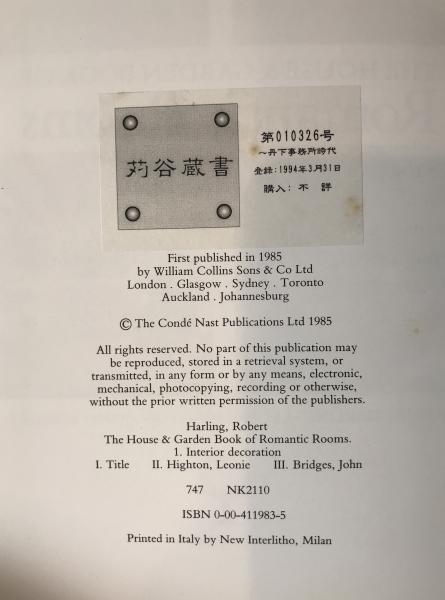 苅谷蔵書
第010326号
~丹下事務所時代
登録:1994年3月31日
購入:不 詳
First published in 1985
by William Collins Sons & Co Ltd
London . Glasgow . Sydney . Toronto
Auckland . Johannesburg
© The Condé Nast Publications Ltd 1985
All rights reserved. No part of this publication may
be reproduced, stored in a retrieval system, or
transmitted, in any form or by any means, electronic,
mechanical, photocopying, recording or otherwise,
without the prior written permission of the publishers.
Harling, Robert
The House & Garden Book of Romantic Rooms.
1. Interior decoration
I. Title II. Highton, Leonie III. Bridges, John
747 NK2110
ISBN 0-00-411983-5
Printed in Italy by New Interlitho, Milan